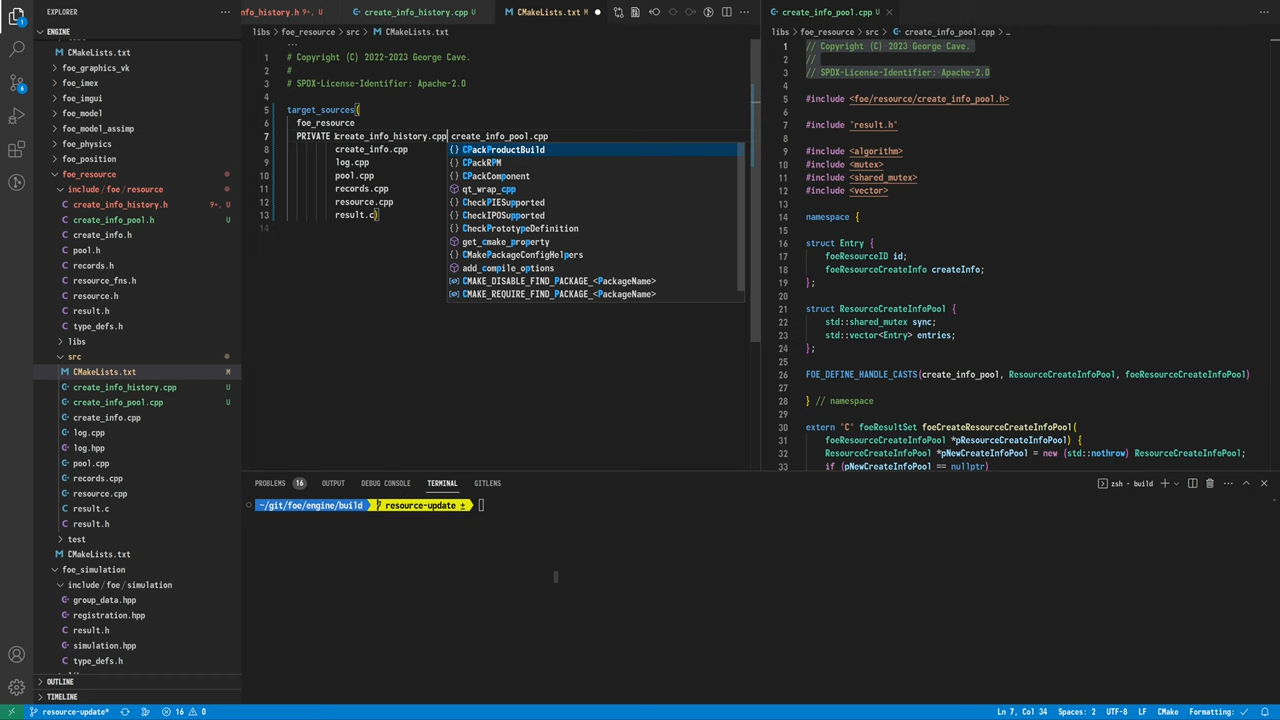 EXPLORER
···
_info_history.h 9+, U
create_info_history.cpp U
CMakeLists.txt
create_info_pool.cpp U
ENGINE
libs > foe_resource > src > CMakeLists.txt
libs > foe_resource > src > create_info_pool.cpp > …
CMakeLists.txt
foe_graphics_vk
foe_imex
foe_imgui
foe_model
foe_model_assimp
foe_physics
foe_position
foe_resource
include / foe / resource
create_info_history.h 9+, U
create_info_pool.h U
create_info.h
pool.h
records.h
resource_fns.h
resource.h
result.h
type_defs.h
libs
src
CMakeLists.txt M
create_info_history.cpp U
create_info_pool.cpp U
create_info.cpp
log.cpp
log.hpp
pool.cpp
records.cpp
resource.cpp
result.c
result.h
test
CMakeLists.txt
foe_simulation
include / foe / simulation
group_data.hpp
registration.hpp
result.h
simulation.hpp
type_defs.h
OUTLINE
TIMELINE
1 # Copyright (C) 2022-2023 George Cave.
2 #
3 # SPDX-License-Identifier: Apache-2.0
4
5 target_sources(
6 foe_resource
7 PRIVATE create_info_history.cpp create_info_pool.cpp
8 create_info.cpp
9 log.cpp
10 pool.cpp
11 records.cpp
12 resource.cpp
13 result.c)
14
CPackProductBuild
CPackRPM
CPackComponent
qt_wrap_cpp
CheckPIESupported
CheckIPOSupported
CheckPrototypeDefinition
get_cmake_property
CMakePackageConfigHelpers
add_compile_options
CMAKE_DISABLE_FIND_PACKAGE_<PackageName>
CMAKE_REQUIRE_FIND_PACKAGE_<PackageName>
1 // Copyright (C) 2023 George Cave.
2 //
3 // SPDX-License-Identifier: Apache-2.0
4
5 #include <foe/resource/create_info_pool.h>
6
7 #include "result.h"
8
9 #include <algorithm>
10 #include <mutex>
11 #include <shared_mutex>
12 #include <vector>
13
14 namespace {
15
16 struct Entry {
17 foeResourceID id;
18 foeResourceCreateInfo createInfo;
19 };
20
21 struct ResourceCreateInfoPool {
22 std::shared_mutex sync;
23 std::vector<Entry> entries;
24 };
25
26 FOE_DEFINE_HANDLE_CASTS(create_info_pool, ResourceCreateInfoPool, foeResourceCreateInfoPool)
27
28 } // namespace
29
30 extern "C" foeResultSet foeCreateResourceCreateInfoPool(
31 foeResourceCreateInfoPool *pResourceCreateInfoPool) {
32 ResourceCreateInfoPool *pNewCreateInfoPool = new (std::nothrow) ResourceCreateInfoPool;
33 if (pNewCreateInfoPool == nullptr)
PROBLEMS 16 OUTPUT DEBUG CONSOLE TERMINAL GITLENS
zsh - build
~/git/foe/engine/build resource-update ±
resource-update* 16 0
Ln 7, Col 34 Spaces: 2 UTF-8 LF CMake Formatting: ✓
1
6